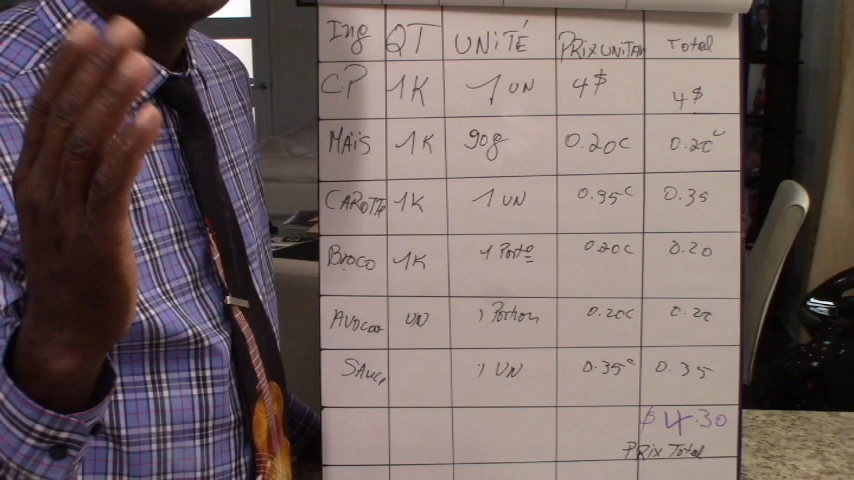 Ing QT UNITÉ PRIX UNITAI Total
C.P 1K 1 UN 4$ 4$
MAïS 1K 90g 0.20c 0.20c
CAROTTE 1K 1 UN 0.35c 0.35
BROCO 1K 1 Porte 0.20c 0.20
AVOCAT UN 1 Portion 0.20c 0.20
SAUCE 1 UN 0.35c 0.35
$ 4.30
PRIX Total